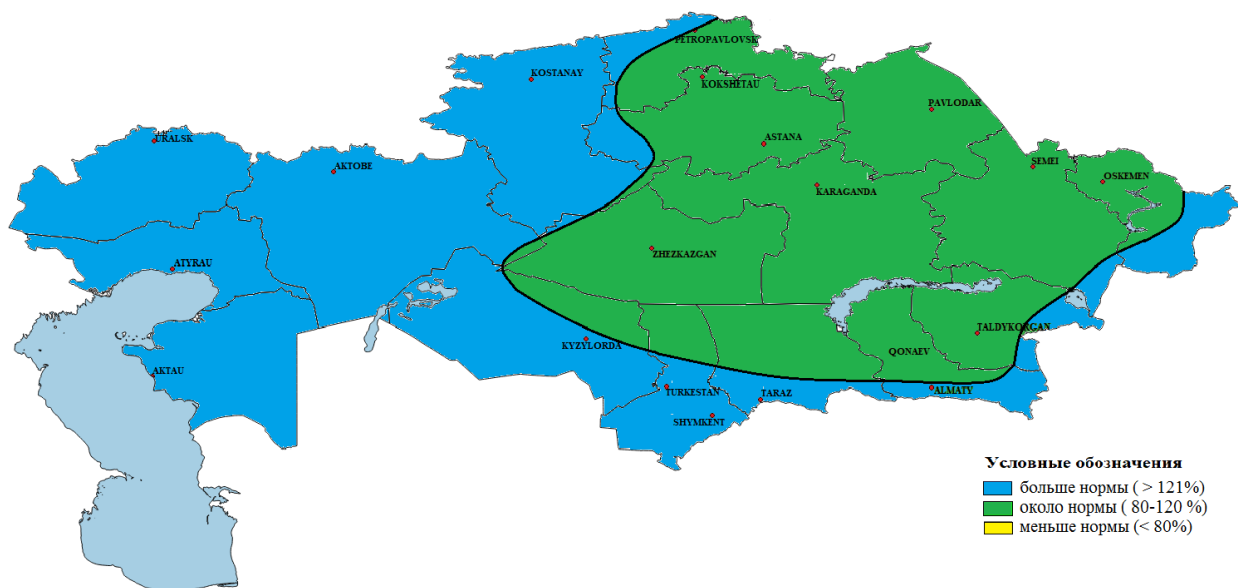 PETROPAVLOVSK
KOSTANAY
KOKSHETAU
PAVLODAR
URALSK
ASTANA
AKTOBE
SEMEI
OSKEMEN
KARAGANDA
ZHEZKAZGAN
ATYRAU
TALDYKORGAN
KYZYLORDA
QONAEV
AKTAU
TURKESTAN
TARAZ
ALMATY
SHYMKENT
Условные обозначения
больше нормы ( > 121%)
около нормы ( 80-120 %)
меньше нормы (< 80%)